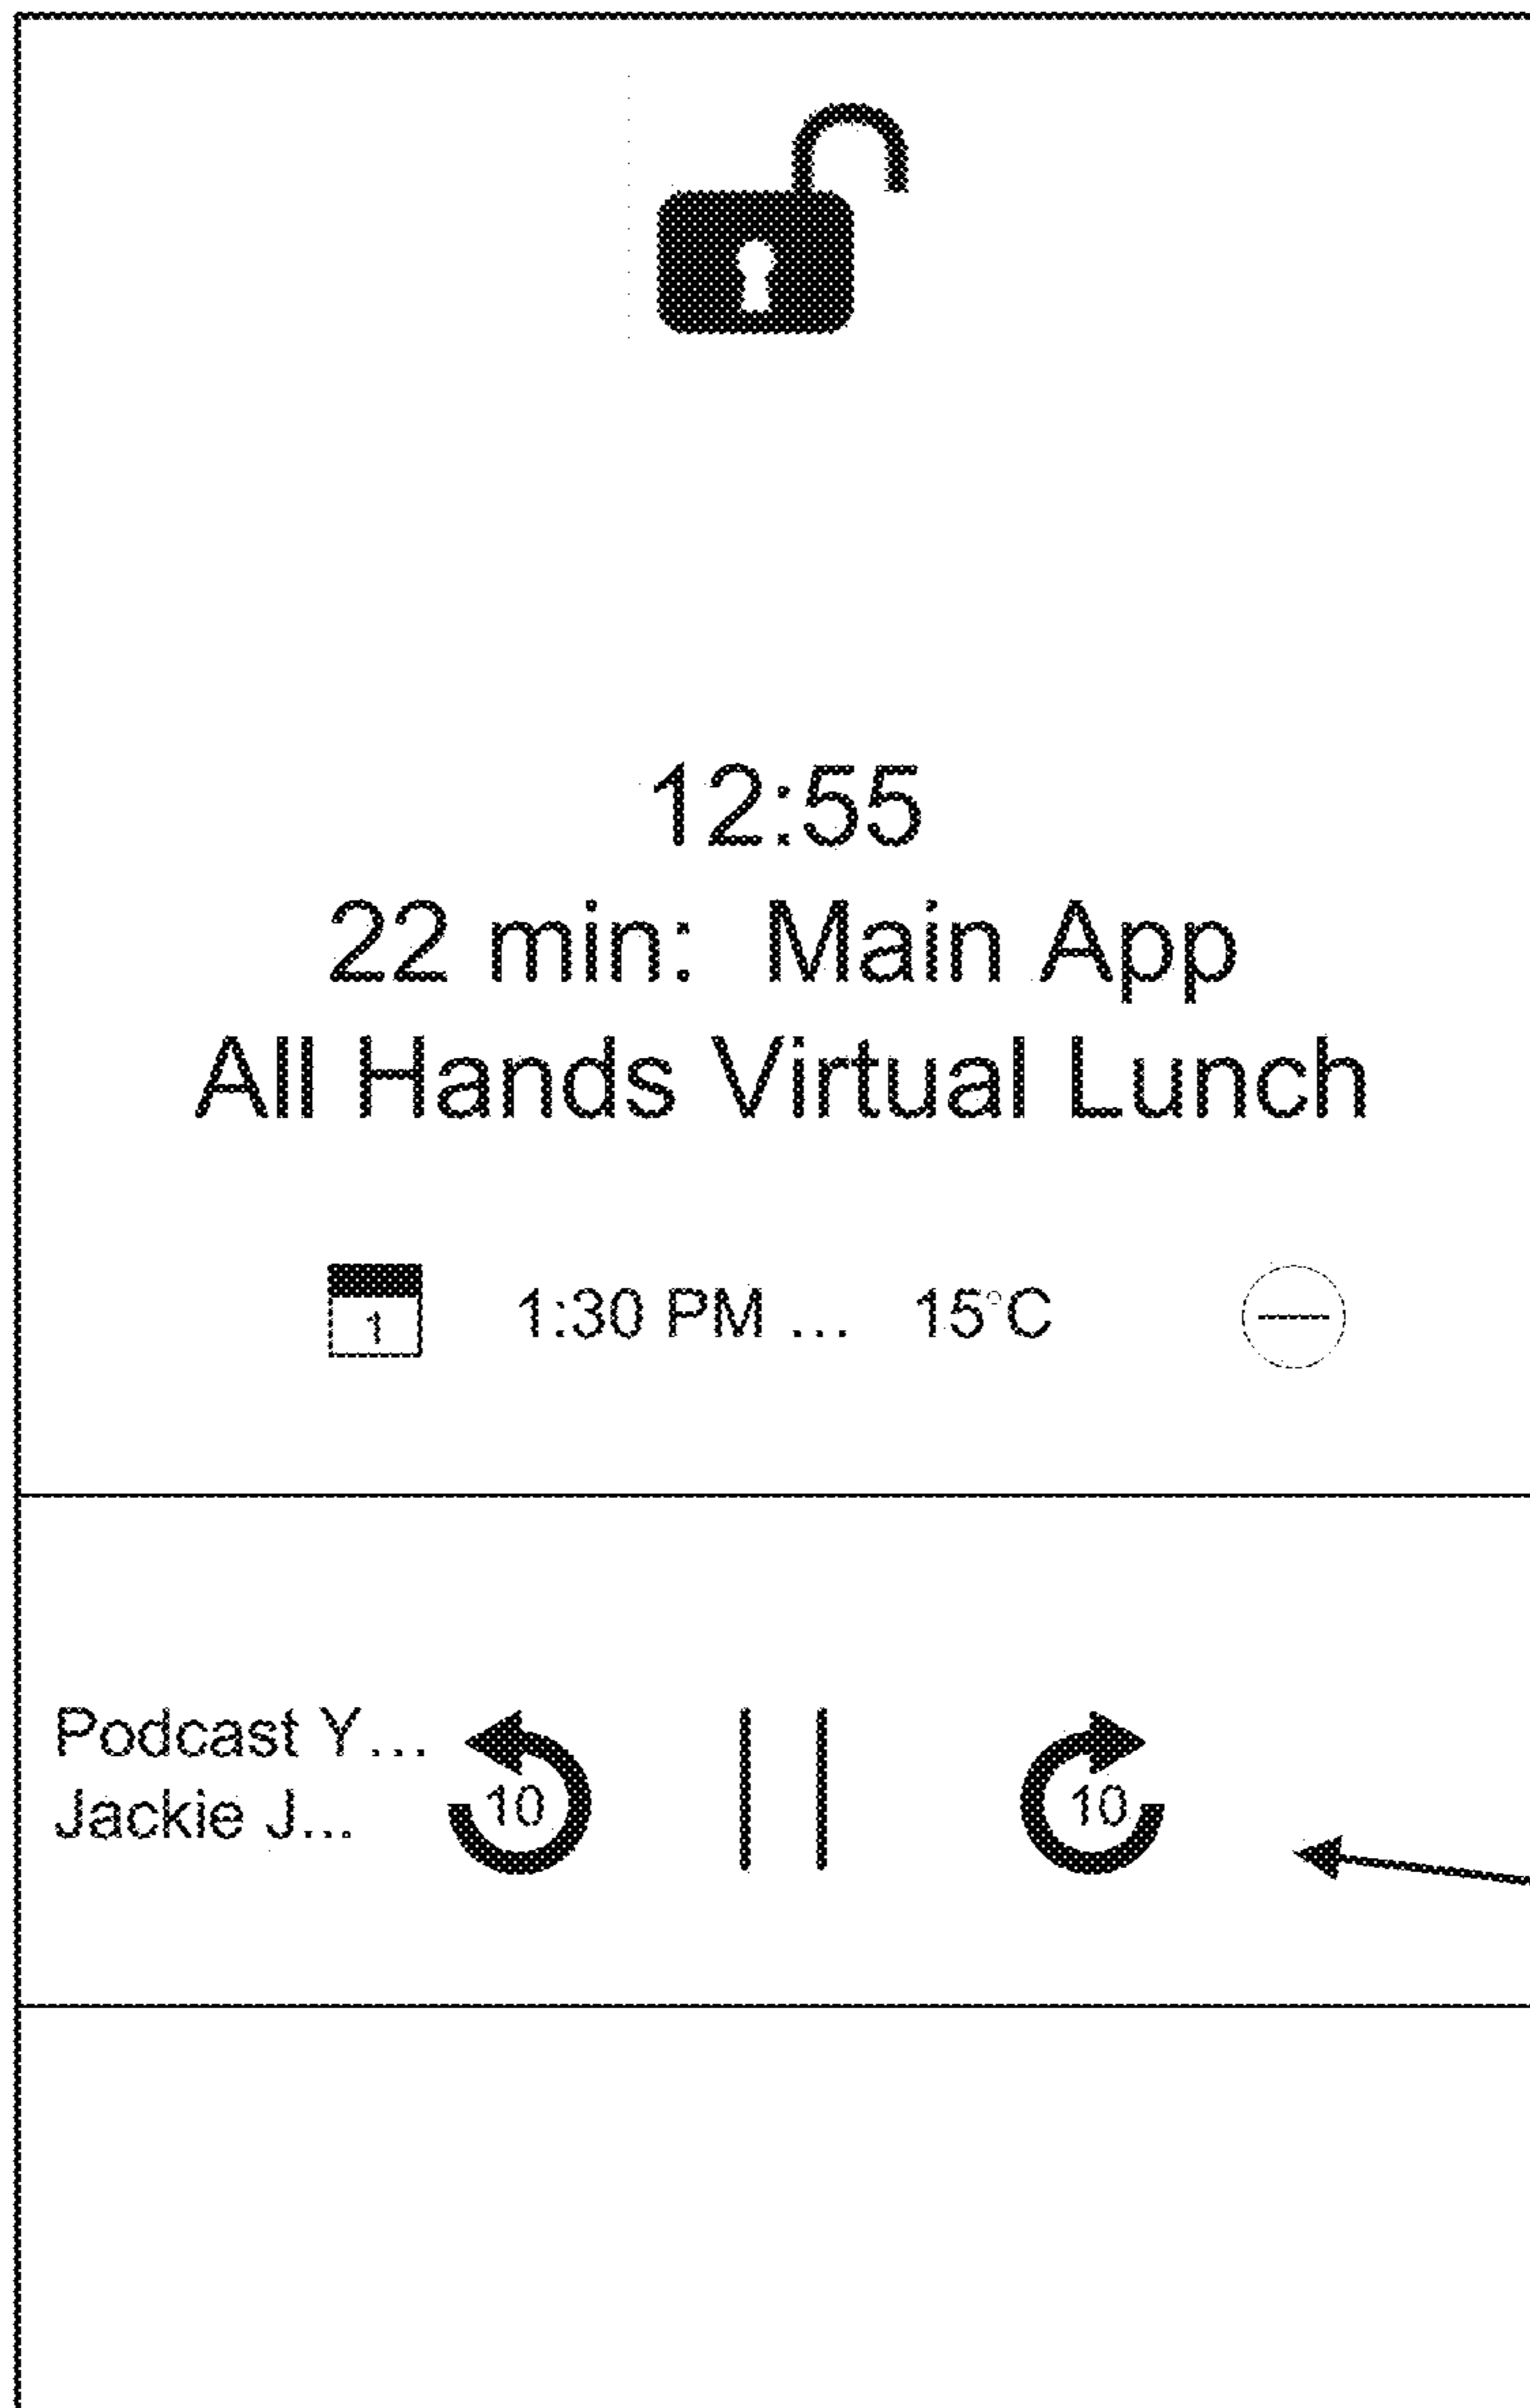 12:55
22 min: Main App
All Hands Virtual Lunch
1 1:30 PM ... 15°C
Podcast Y...
Jackie J...
10 10